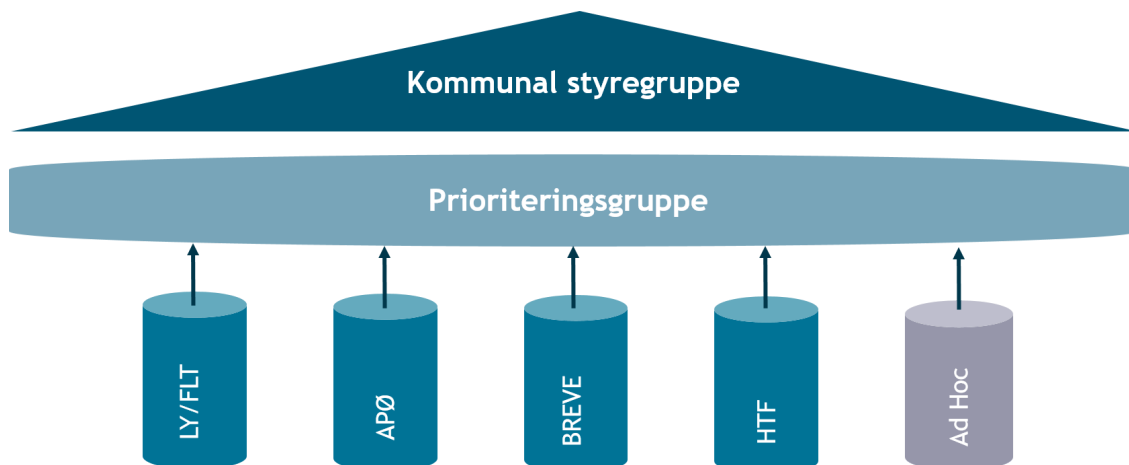 Kommunal styregruppe
Prioriteringsgruppe
LY/FLT
APØ
BREVE
HTF
Ad Hoc